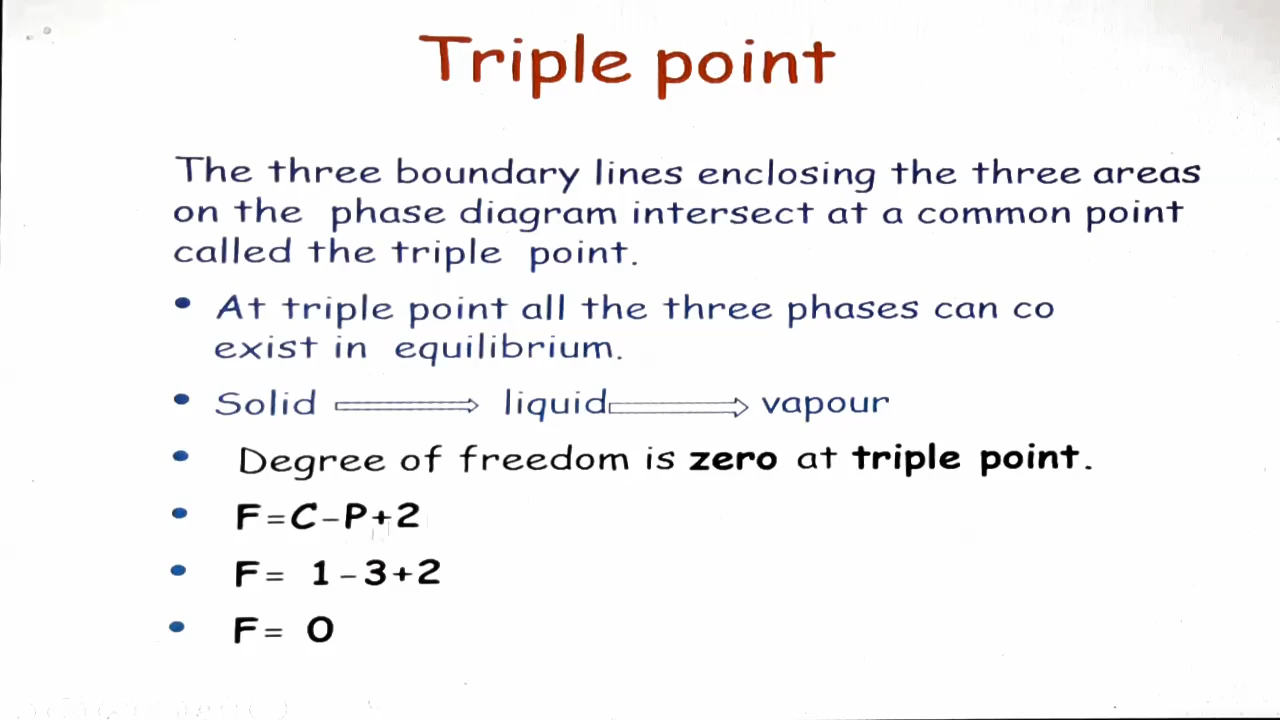 Triple point
The three boundary lines enclosing the three areas
on the phase diagram intersect at a common point
called the triple point.
• At triple point all the three phases can co
exist in equilibrium.
• Solid ⇒ liquid ⇒ vapour
• Degree of freedom is zero at triple point.
• F=C-P+2
• F= 1-3+2
• F= 0